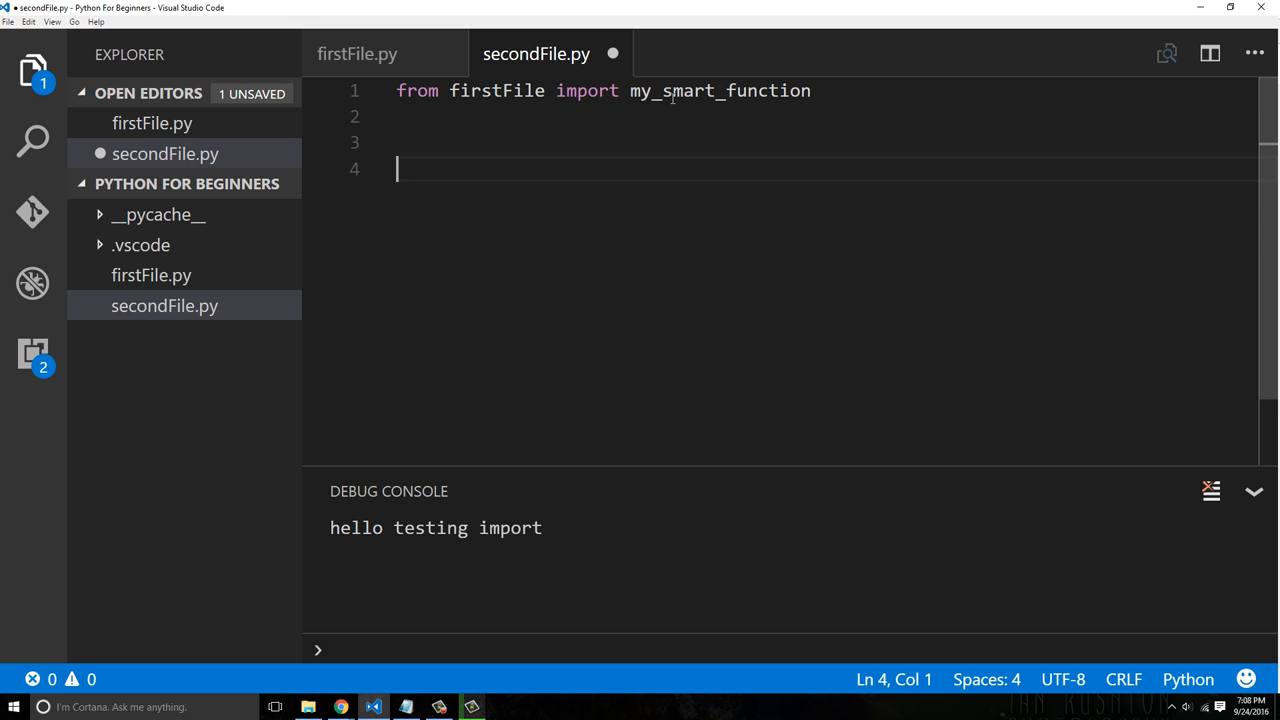 secondFile.py - Python For Beginners - Visual Studio Code
File Edit View Go Help
EXPLORER
OPEN EDITORS 1 UNSAVED
firstFile.py
secondFile.py
PYTHON FOR BEGINNERS
__pycache__
.vscode
firstFile.py
secondFile.py
1
2
firstFile.py secondFile.py
1 from firstFile import my_smart_function
2
3
4
DEBUG CONSOLE
hello testing import
0 0 Ln 4, Col 1 Spaces: 4 UTF-8 CRLF Python
I'm Cortana. Ask me anything.
7:08 PM
9/24/2016